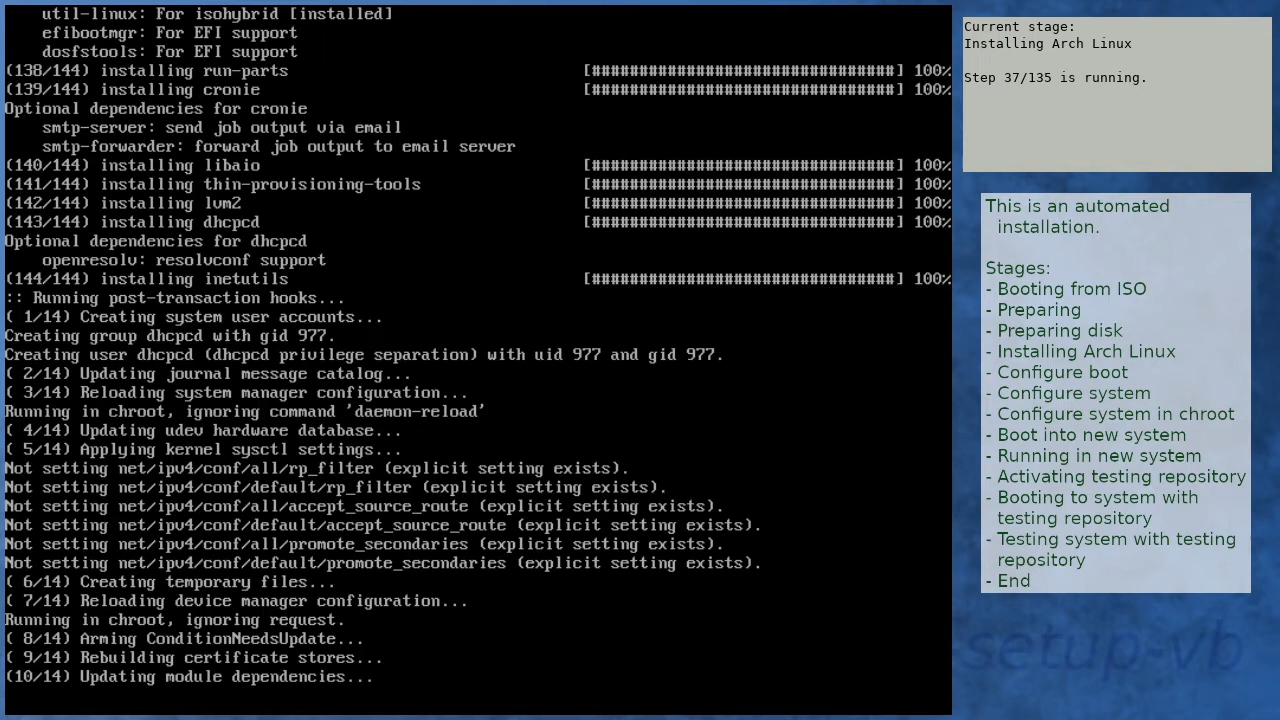 util-linux: For isohybrid [installed]
efibootmgr: For EFI support
dosfstools: For EFI support
(138/144) installing run-parts [################################] 100%
(139/144) installing cronie [################################] 100%
Optional dependencies for cronie
smtp-server: send job output via email
smtp-forwarder: forward job output to email server
(140/144) installing libaio [################################] 100%
(141/144) installing thin-provisioning-tools [################################] 100%
(142/144) installing lvm2 [################################] 100%
(143/144) installing dhcpcd [################################] 100%
Optional dependencies for dhcpcd
openresolv: resolvconf support
(144/144) installing inetutils [################################] 100%
:: Running post-transaction hooks...
( 1/14) Creating system user accounts...
Creating group dhcpcd with gid 977.
Creating user dhcpcd (dhcpcd privilege separation) with uid 977 and gid 977.
( 2/14) Updating journal message catalog...
( 3/14) Reloading system manager configuration...
Running in chroot, ignoring command 'daemon-reload'
( 4/14) Updating udev hardware database...
( 5/14) Applying kernel sysctl settings...
Not setting net/ipv4/conf/all/rp_filter (explicit setting exists).
Not setting net/ipv4/conf/default/rp_filter (explicit setting exists).
Not setting net/ipv4/conf/all/accept_source_route (explicit setting exists).
Not setting net/ipv4/conf/default/accept_source_route (explicit setting exists).
Not setting net/ipv4/conf/all/promote_secondaries (explicit setting exists).
Not setting net/ipv4/conf/default/promote_secondaries (explicit setting exists).
( 6/14) Creating temporary files...
( 7/14) Reloading device manager configuration...
Running in chroot, ignoring request.
( 8/14) Arming ConditionNeedsUpdate...
( 9/14) Rebuilding certificate stores...
(10/14) Updating module dependencies...
Current stage:
Installing Arch Linux
Step 37/135 is running.
This is an automated
installation.
Stages:
- Booting from ISO
- Preparing
- Preparing disk
- Installing Arch Linux
- Configure boot
- Configure system
- Configure system in chroot
- Boot into new system
- Running in new system
- Activating testing repository
- Booting to system with
testing repository
- Testing system with testing
repository
- End
setup-vb